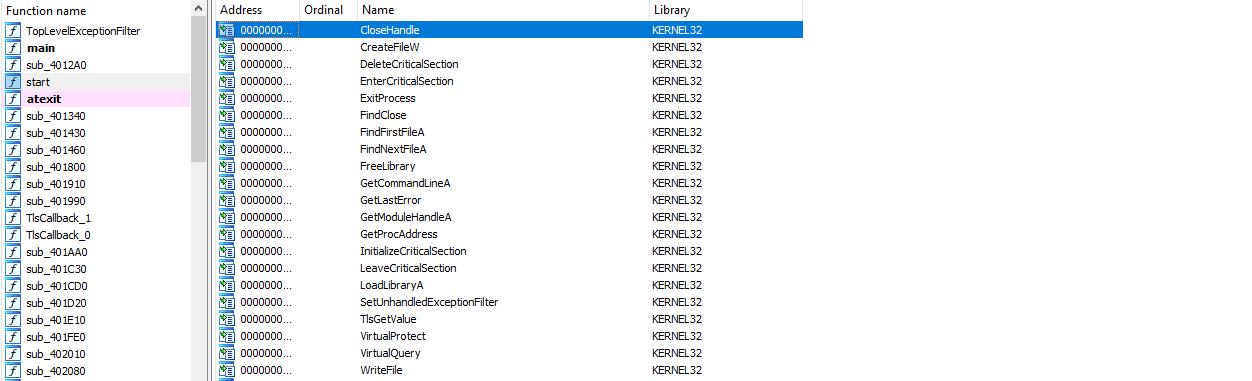 Function name
TopLevelExceptionFilter
main
sub_4012A0
start
atexit
sub_401340
sub_401430
sub_401460
sub_401800
sub_401910
sub_401990
TlsCallback_1
TlsCallback_0
sub_401AA0
sub_401C30
sub_401CD0
sub_401D20
sub_401E10
sub_401FE0
sub_402010
sub_402080
Address Ordinal Name Library
0000000... CloseHandle KERNEL32
0000000... CreateFileW KERNEL32
0000000... DeleteCriticalSection KERNEL32
0000000... EnterCriticalSection KERNEL32
0000000... ExitProcess KERNEL32
0000000... FindClose KERNEL32
0000000... FindFirstFileA KERNEL32
0000000... FindNextFileA KERNEL32
0000000... FreeLibrary KERNEL32
0000000... GetCommandLineA KERNEL32
0000000... GetLastError KERNEL32
0000000... GetModuleHandleA KERNEL32
0000000... GetProcAddress KERNEL32
0000000... InitializeCriticalSection KERNEL32
0000000... LeaveCriticalSection KERNEL32
0000000... LoadLibraryA KERNEL32
0000000... SetUnhandledExceptionFilter KERNEL32
0000000... TlsGetValue KERNEL32
0000000... VirtualProtect KERNEL32
0000000... VirtualQuery KERNEL32
0000000... WriteFile KERNEL32